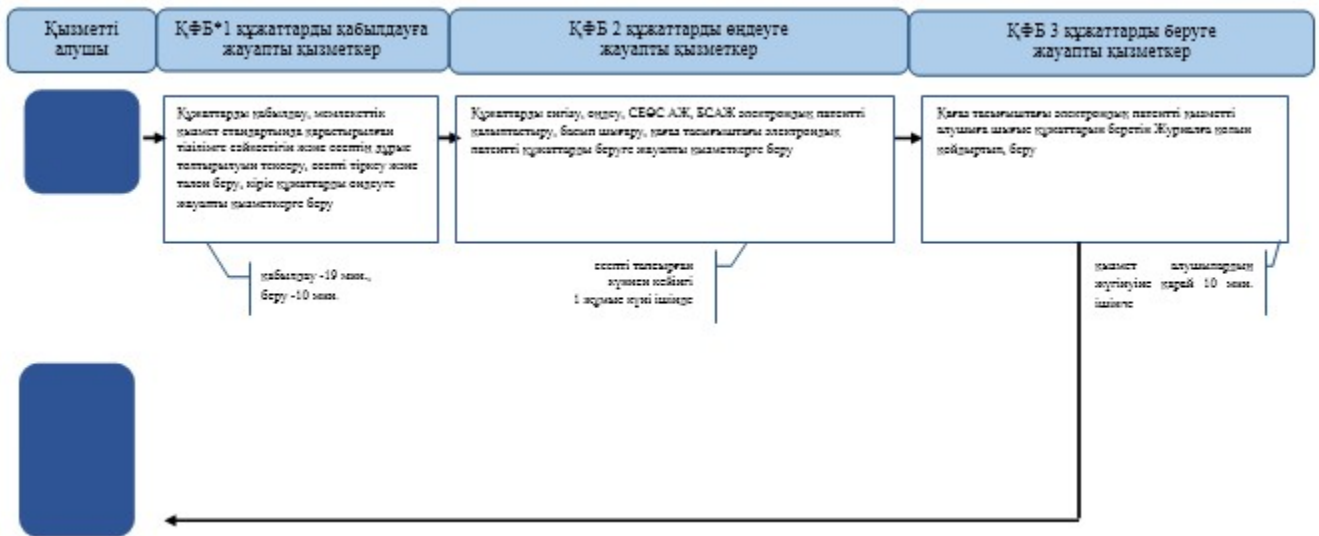 Қызметті
алушы
ҚФБ*1 құжаттарды қабылдауға
жауапты қызметкер
ҚФБ 2 құжаттарды өңдеуге
жауапты қызметкер
ҚФБ 3 құжаттарды беруге
жауапты қызметкер
Құжаттарды қабылдау, мемлекеттік
қызмет стандартында қарастырылған
тізілімге сәйкестігін және есептің дұрыс
толтырылуын тексеру, есепті тіркеу және
талон беру, кіріс құжаттарды өңдеуге
жауапты қызметкерге беру
Құжаттарды енгізу, өңдеу, СЕӨС АЖ, БСАЖ электрондық патентті
қалыптастыру, басып шығару, қағаз тасығыштағы электрондық
патентті құжаттарды беруге жауапты қызметкерге беру
Қағаз тасығыштағы электрондық патентті қызметті
алушыға шығыс құжаттарын беретін Журналға қолын
қойдыртып, беру
қабылдау -19 мин.,
беру -10 мин.
есепті тапсырған
күннен кейінгі
1 жұмыс күні ішінде
қызмет алушылардың
жүгінуіне қарай 10 мин.
ішінде